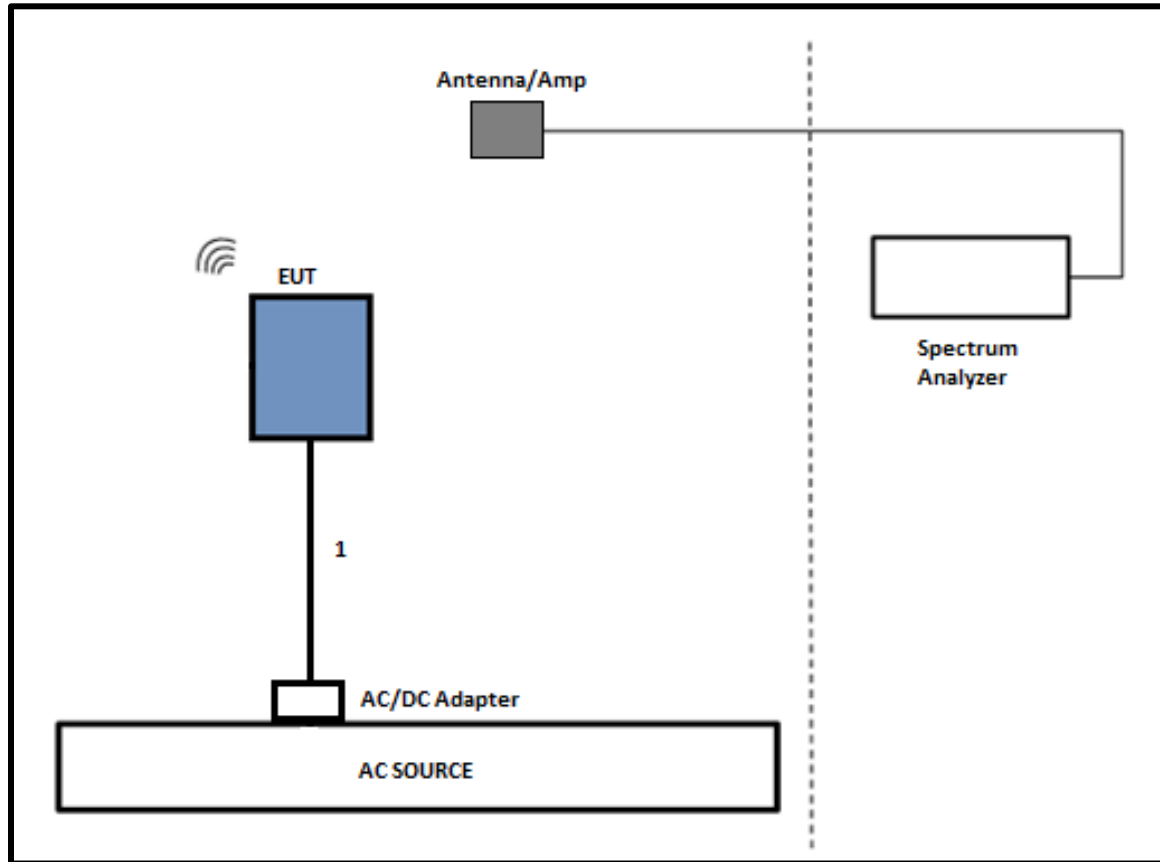 Antenna/Amp
EUT
Spectrum
Analyzer
1
AC/DC Adapter
AC SOURCE